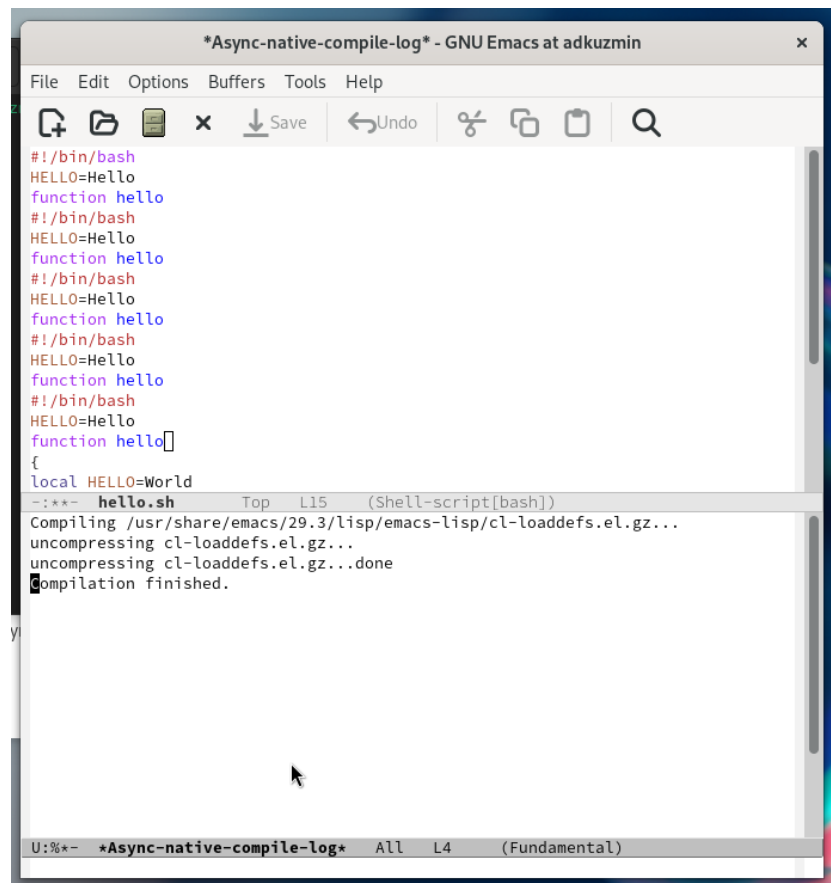 *Async-native-compile-log* - GNU Emacs at adkuzmin
File Edit Options Buffers Tools Help
Save Undo
#!/bin/bash
HELLO=Hello
function hello
#!/bin/bash
HELLO=Hello
function hello
#!/bin/bash
HELLO=Hello
function hello
#!/bin/bash
HELLO=Hello
function hello
#!/bin/bash
HELLO=Hello
function hello
{
local HELLO=World
-:**- hello.sh Top L15 (Shell-script[bash])
Compiling /usr/share/emacs/29.3/lisp/emacs-lisp/cl-loaddefs.el.gz...
uncompressing cl-loaddefs.el.gz...
uncompressing cl-loaddefs.el.gz...done
Compilation finished.
U:%*- *Async-native-compile-log* All L4 (Fundamental)